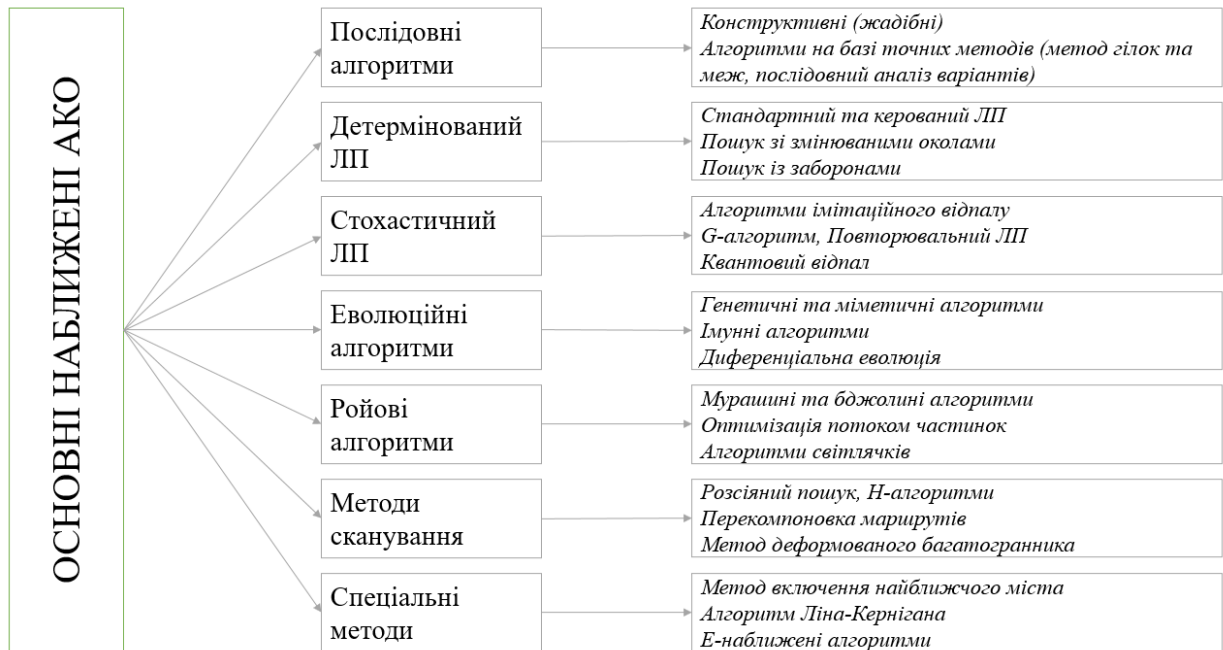 ОСНОВНІ НАБЛИЖЕНІ АКО
Послідовні
алгоритми
Конструктивні (жадібні)
Алгоритми на базі точних методів (метод гілок та
меж, послідовний аналіз варіантів)
Детермінований
ЛП
Стандартний та керований ЛП
Пошук зі змінюваними околами
Пошук із заборонами
Стохастичний
ЛП
Алгоритми імітаційного відпалу
G-алгоритм, Повторювальний ЛП
Квантовий відпал
Еволюційні
алгоритми
Генетичні та міметичні алгоритми
Імунні алгоритми
Диференціальна еволюція
Ройові
алгоритми
Мурашині та бджолині алгоритми
Оптимізація потоком частинок
Алгоритми світлячків
Методи
сканування
Розсіяний пошук, Н-алгоритми
Перекомпоновка маршрутів
Метод деформованого багатогранника
Спеціальні
методи
Метод включення найближчого міста
Алгоритм Ліна-Кернігана
Е-наближені алгоритми